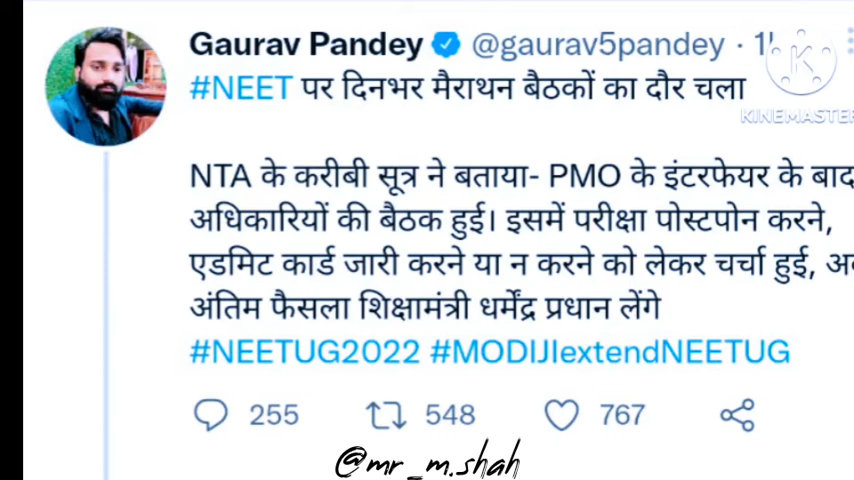 Gaurav Pandey @gaurav5pandey ·
#NEET पर दिनभर मैराथन बैठकों का दौर चला
KINEMASTER
NTA के करीबी सूत्र ने बताया- PMO के इंटरफेयर के बाद
अधिकारियों की बैठक हुई। इसमें परीक्षा पोस्टपोन करने,
एडमिट कार्ड जारी करने या न करने को लेकर चर्चा हुई,
अंतिम फैसला शिक्षामंत्री धर्मेंद्र प्रधान लेंगे
#NEETUG2022 #MODIJIextendNEETUG
255 548 767
@mr_m.shah